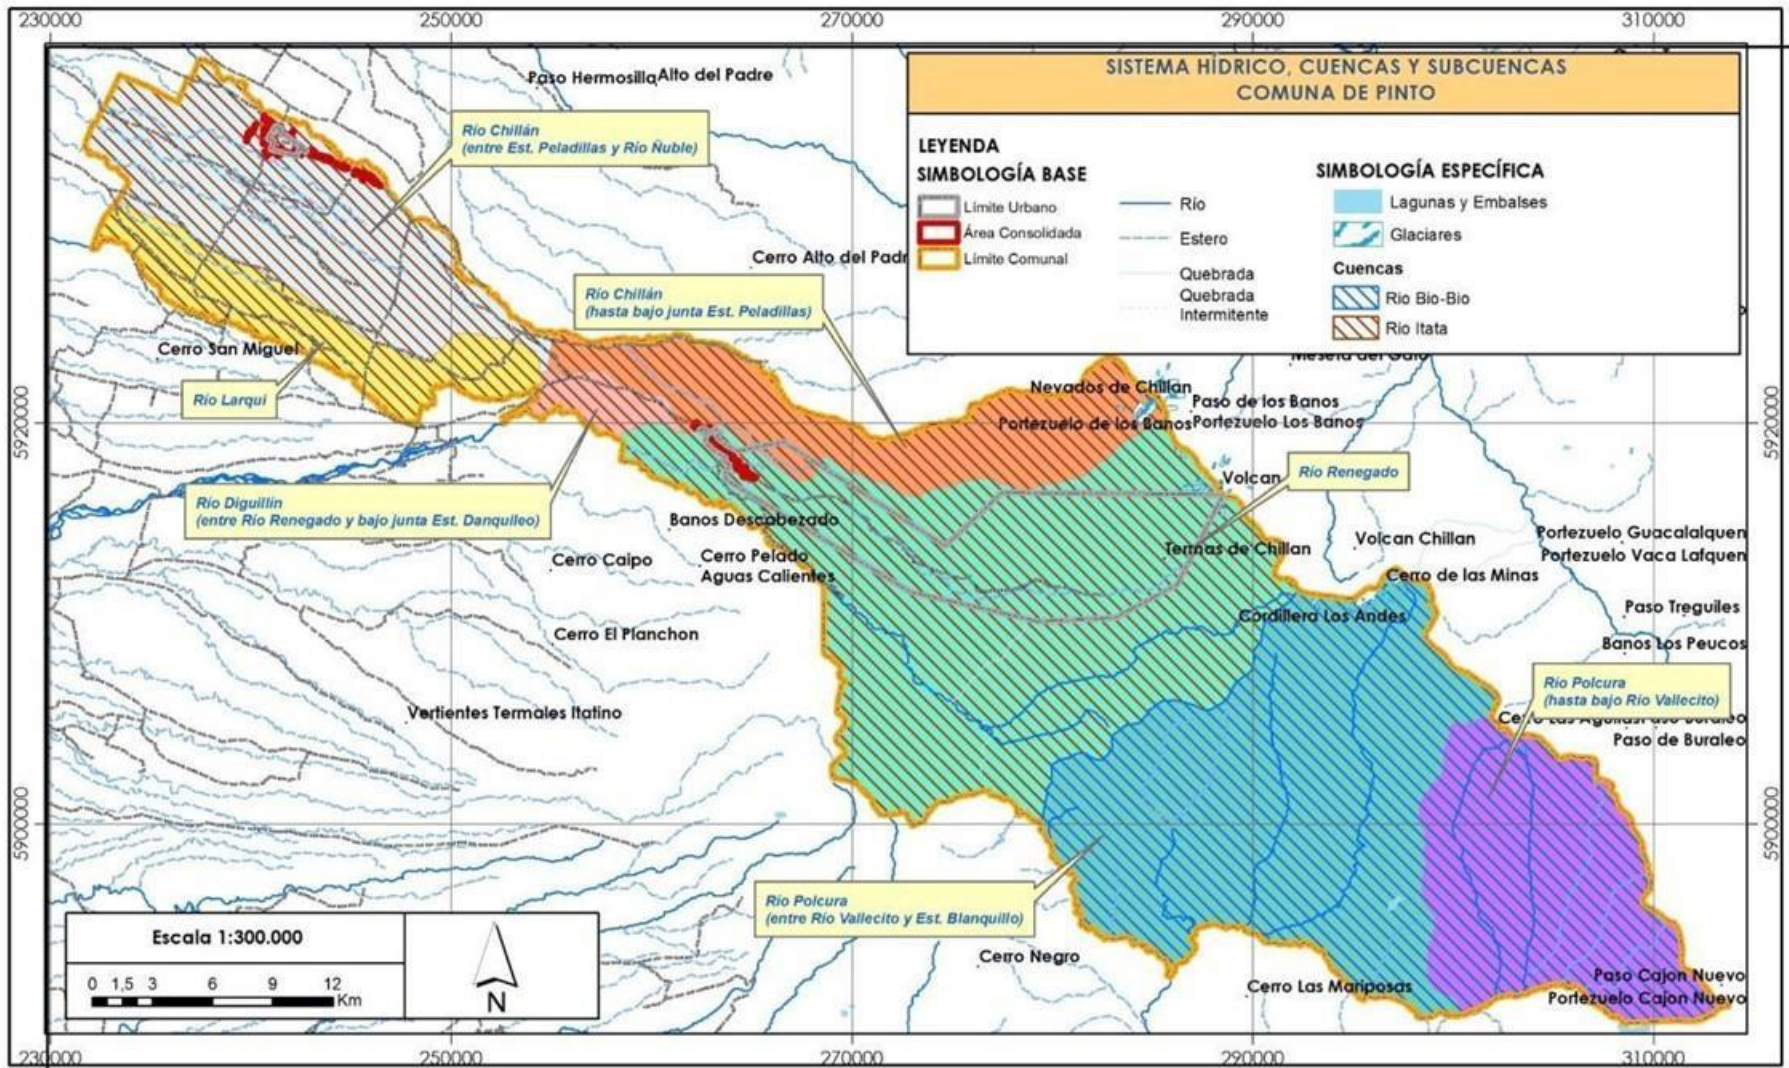 230000
250000
270000
290000
310000
Paso Hermosilla
Alto del Padre
SISTEMA HÍDRICO, CUENCAS Y SUBCUENCAS
COMUNA DE PINTO
Río Chillán
(entre Est. Peladillas y Río Ñuble)
LEYENDA
SIMBOLOGÍA BASE
Límite Urbano
Área Consolidada
Límite Comunal
Río
Estero
Quebrada
Quebrada
Intermitente
SIMBOLOGÍA ESPECÍFICA
Lagunas y Embalses
Glaciares
Cuencas
Rio Bio-Bio
Rio Itata
Cerro Alto del Padr
Río Chillán
(hasta bajo junta Est. Peladillas)
Cerro San Miguel
Río Larqui
Nevados de Chillan
Paso de los Banos
Portezuelo de los Banos
Portezuelo Los Banos
5920000
5920000
Volcan
Río Renegado
Río Diguillín
(entre Río Renegado y bajo junta Est. Danquileo)
Banos Descabezado
Cerro Caipo
Cerro Pelado
Aguas Calientes
Termas de Chillan
Volcan Chillan
Portezuelo Guacalalquen
Portezuelo Vaca Lafquen
Cerro de las Minas
Cordillera Los Andes
Paso Treguiles
Cerro El Planchon
Banos Los Peucos
Río Polcura
(hasta bajo Río Vallecito)
Vertientes Termales Itatino
Paso de Buraleo
5900000
5900000
Río Polcura
(entre Río Vallecito y Est. Blanquillo)
Escala 1:300.000
0 1,5 3 6 9 12
Km
N
Cerro Negro
Cerro Las Mariposas
Paso Cajon Nuevo
Portezuelo Cajon Nuevo
230000
250000
270000
290000
310000